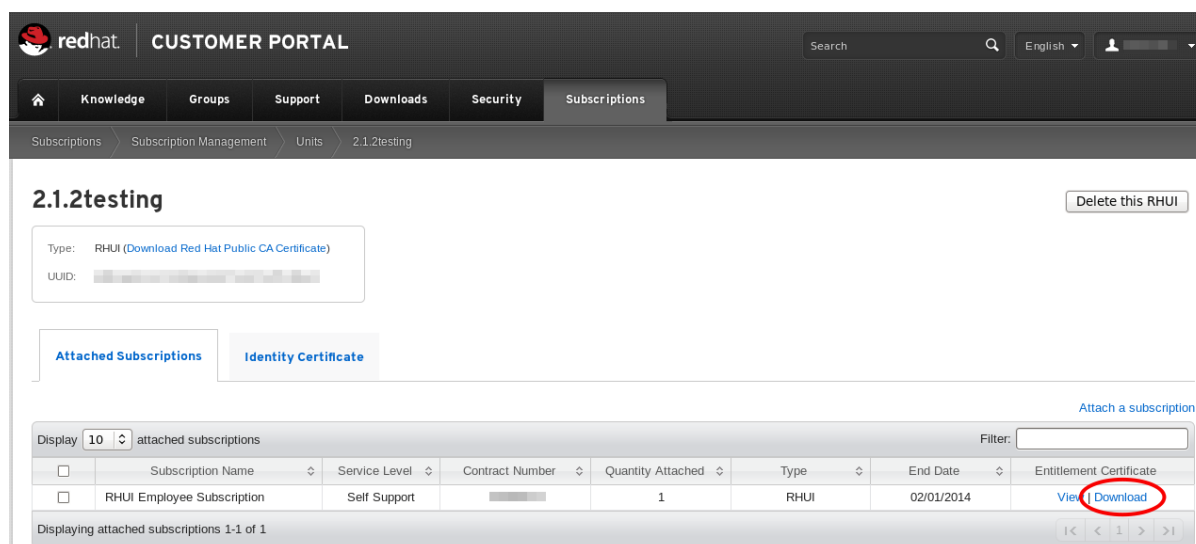 redhat. CUSTOMER PORTAL
Search
English
Knowledge Groups Support Downloads Security Subscriptions
Subscriptions Subscription Management Units 2.1.2testing
2.1.2testing
Delete this RHUI
Type: RHUI (Download Red Hat Public CA Certificate)
UUID:
Attached Subscriptions Identity Certificate
Attach a subscription
Display 10 attached subscriptions Filter:
Subscription Name Service Level Contract Number Quantity Attached Type End Date Entitlement Certificate
RHUI Employee Subscription Self Support 1 RHUI 02/01/2014 View | Download
Displaying attached subscriptions 1-1 of 1 |< < 1 > >|